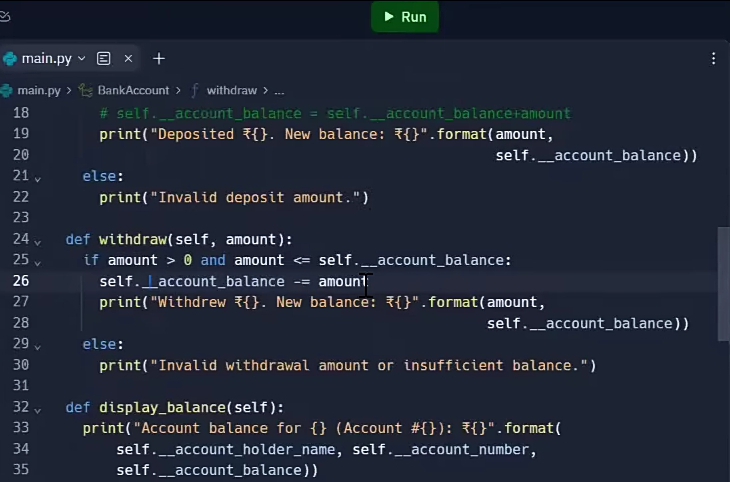 Run
main.py
main.py > BankAccount > f withdraw > ...
18 # self.__account_balance = self.__account_balance+amount
19 print("Deposited ₹{}. New balance: ₹{}".format(amount,
20 self.__account_balance))
21 else:
22 print("Invalid deposit amount.")
23
24 def withdraw(self, amount):
25 if amount > 0 and amount <= self.__account_balance:
26 self.__account_balance -= amount
27 print("Withdrew ₹{}. New balance: ₹{}".format(amount,
28 self.__account_balance))
29 else:
30 print("Invalid withdrawal amount or insufficient balance.")
31
32 def display_balance(self):
33 print("Account balance for {} (Account #{}): ₹{}".format(
34 self.__account_holder_name, self.__account_number,
35 self.__account_balance))